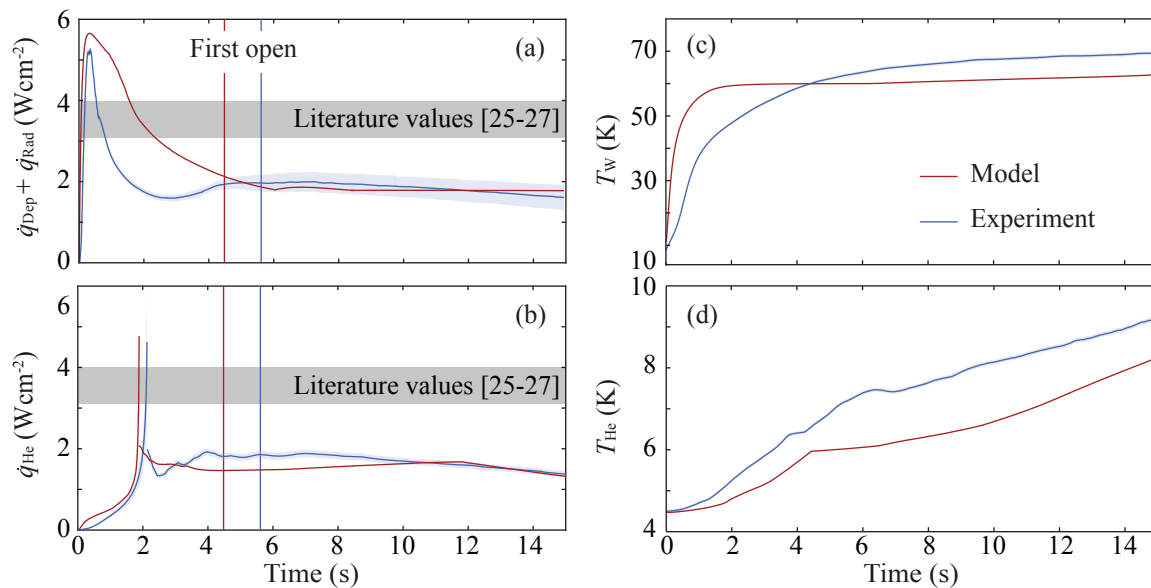 6
4
2
0
q̇Dep + q̇Rad (Wcm-2)
First open
(a)
Literature values [25-27]
6
4
2
0
q̇He (Wcm-2)
(b)
Literature values [25-27]
0 2 4 6 8 10 12 14
Time (s)
70
50
30
10
TW (K)
(c)
Model
Experiment
10
8
6
4
THe (K)
(d)
0 2 4 6 8 10 12 14
Time (s)